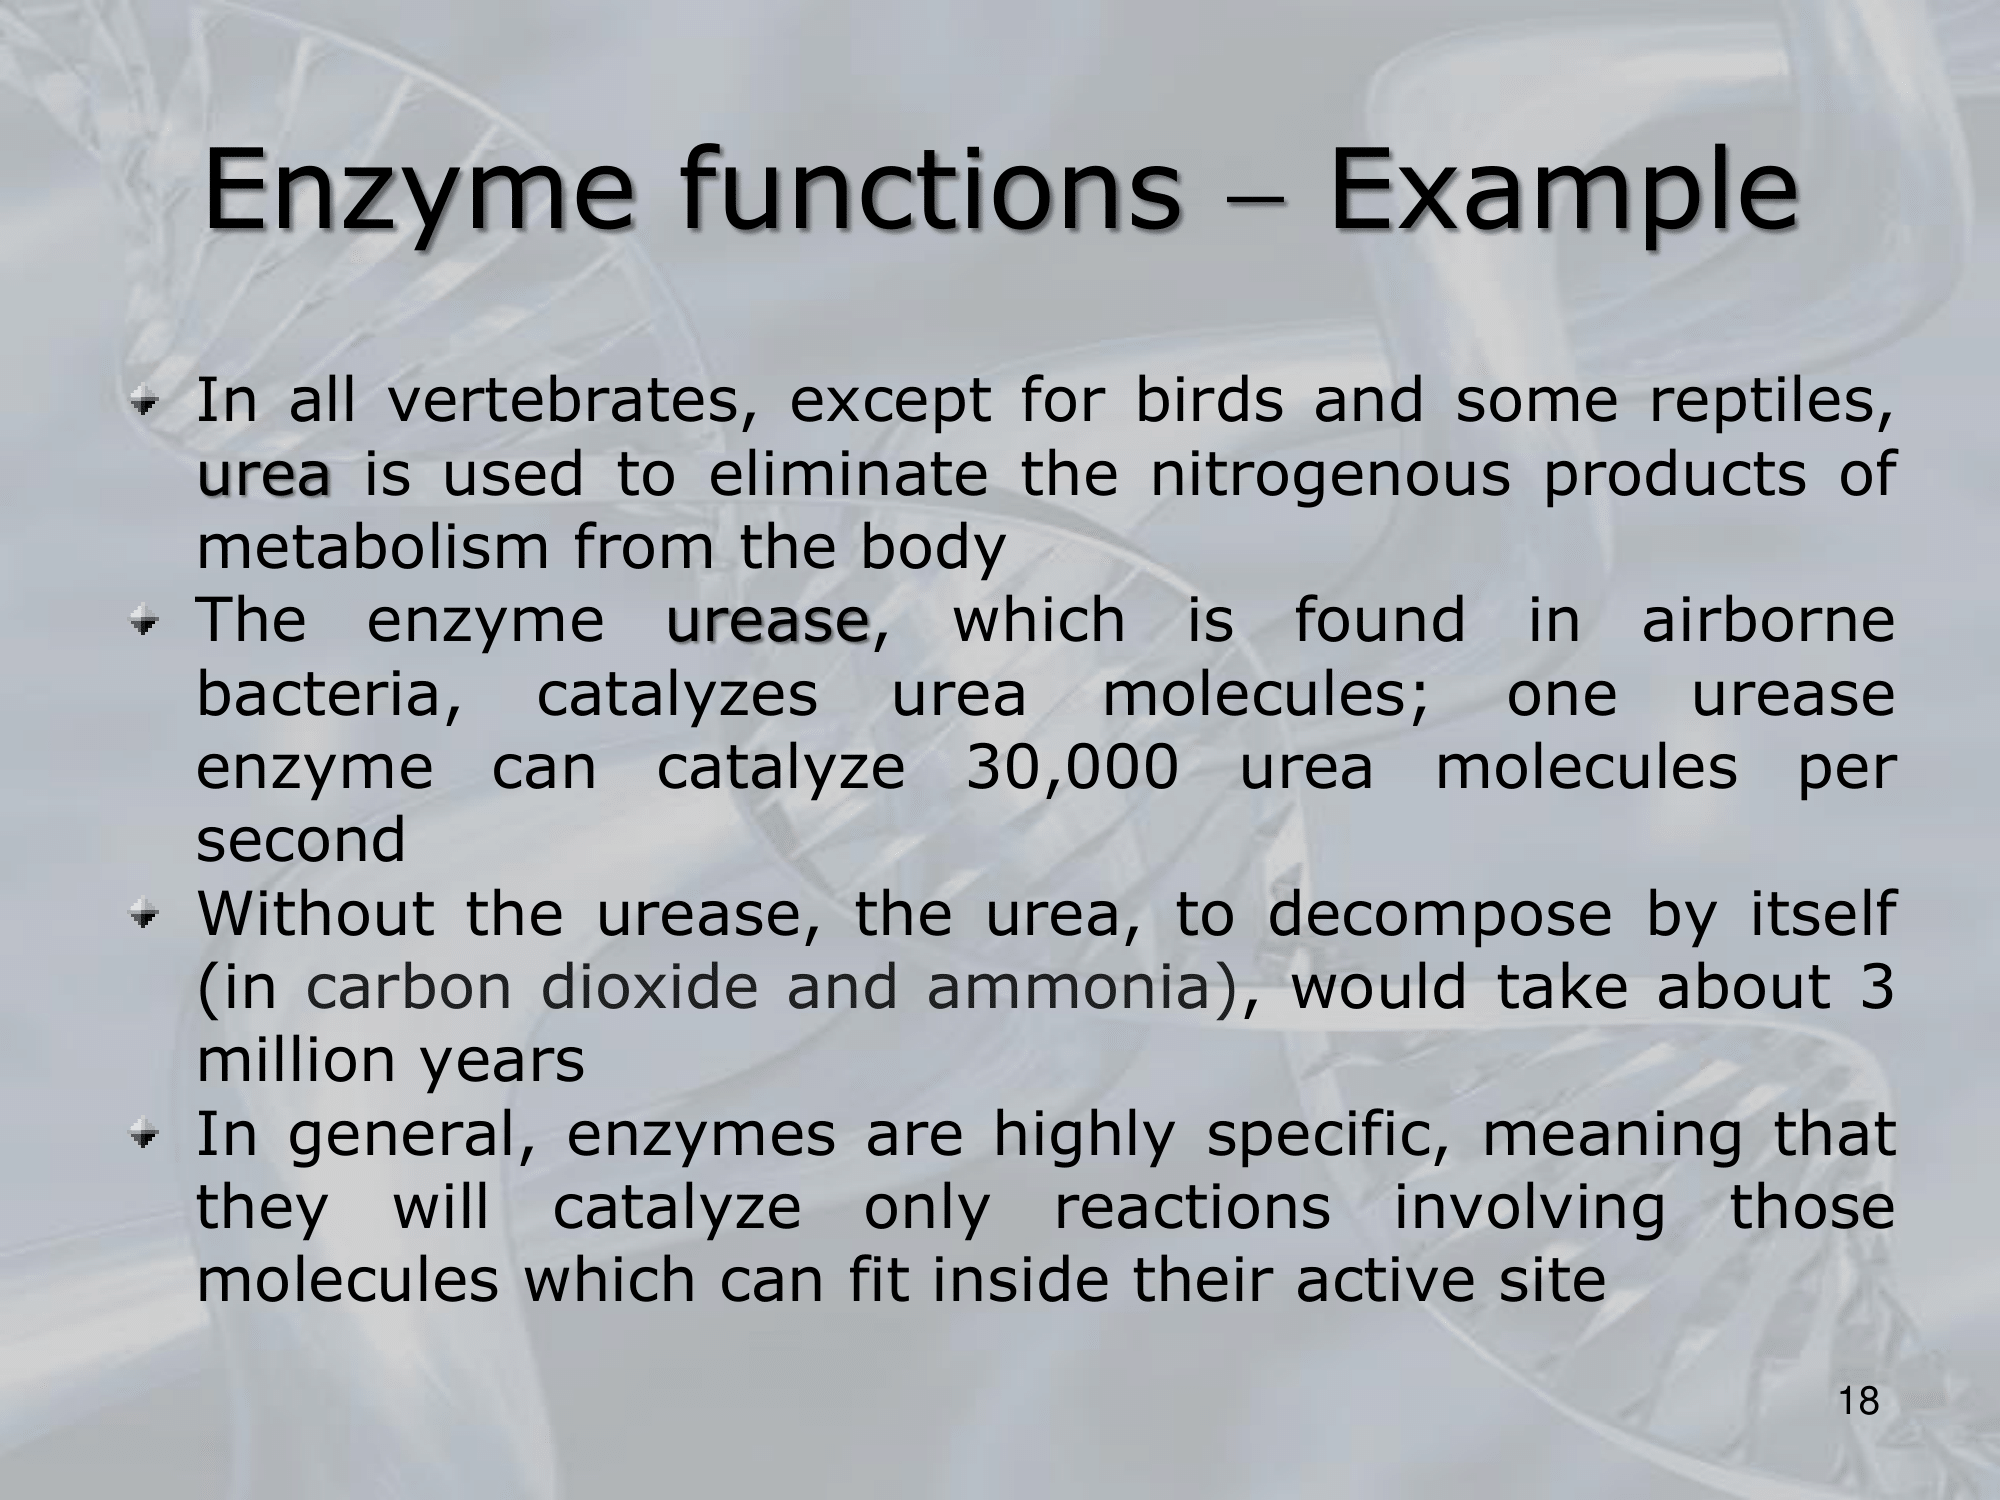 Enzyme functions – Example
In all vertebrates, except for birds and some reptiles,
urea is used to eliminate the nitrogenous products of
metabolism from the body
The enzyme urease, which is found in airborne
bacteria, catalyzes urea molecules; one urease
enzyme can catalyze 30,000 urea molecules per
second
Without the urease, the urea, to decompose by itself
(in carbon dioxide and ammonia), would take about 3
million years
In general, enzymes are highly specific, meaning that
they will catalyze only reactions involving those
molecules which can fit inside their active site
18